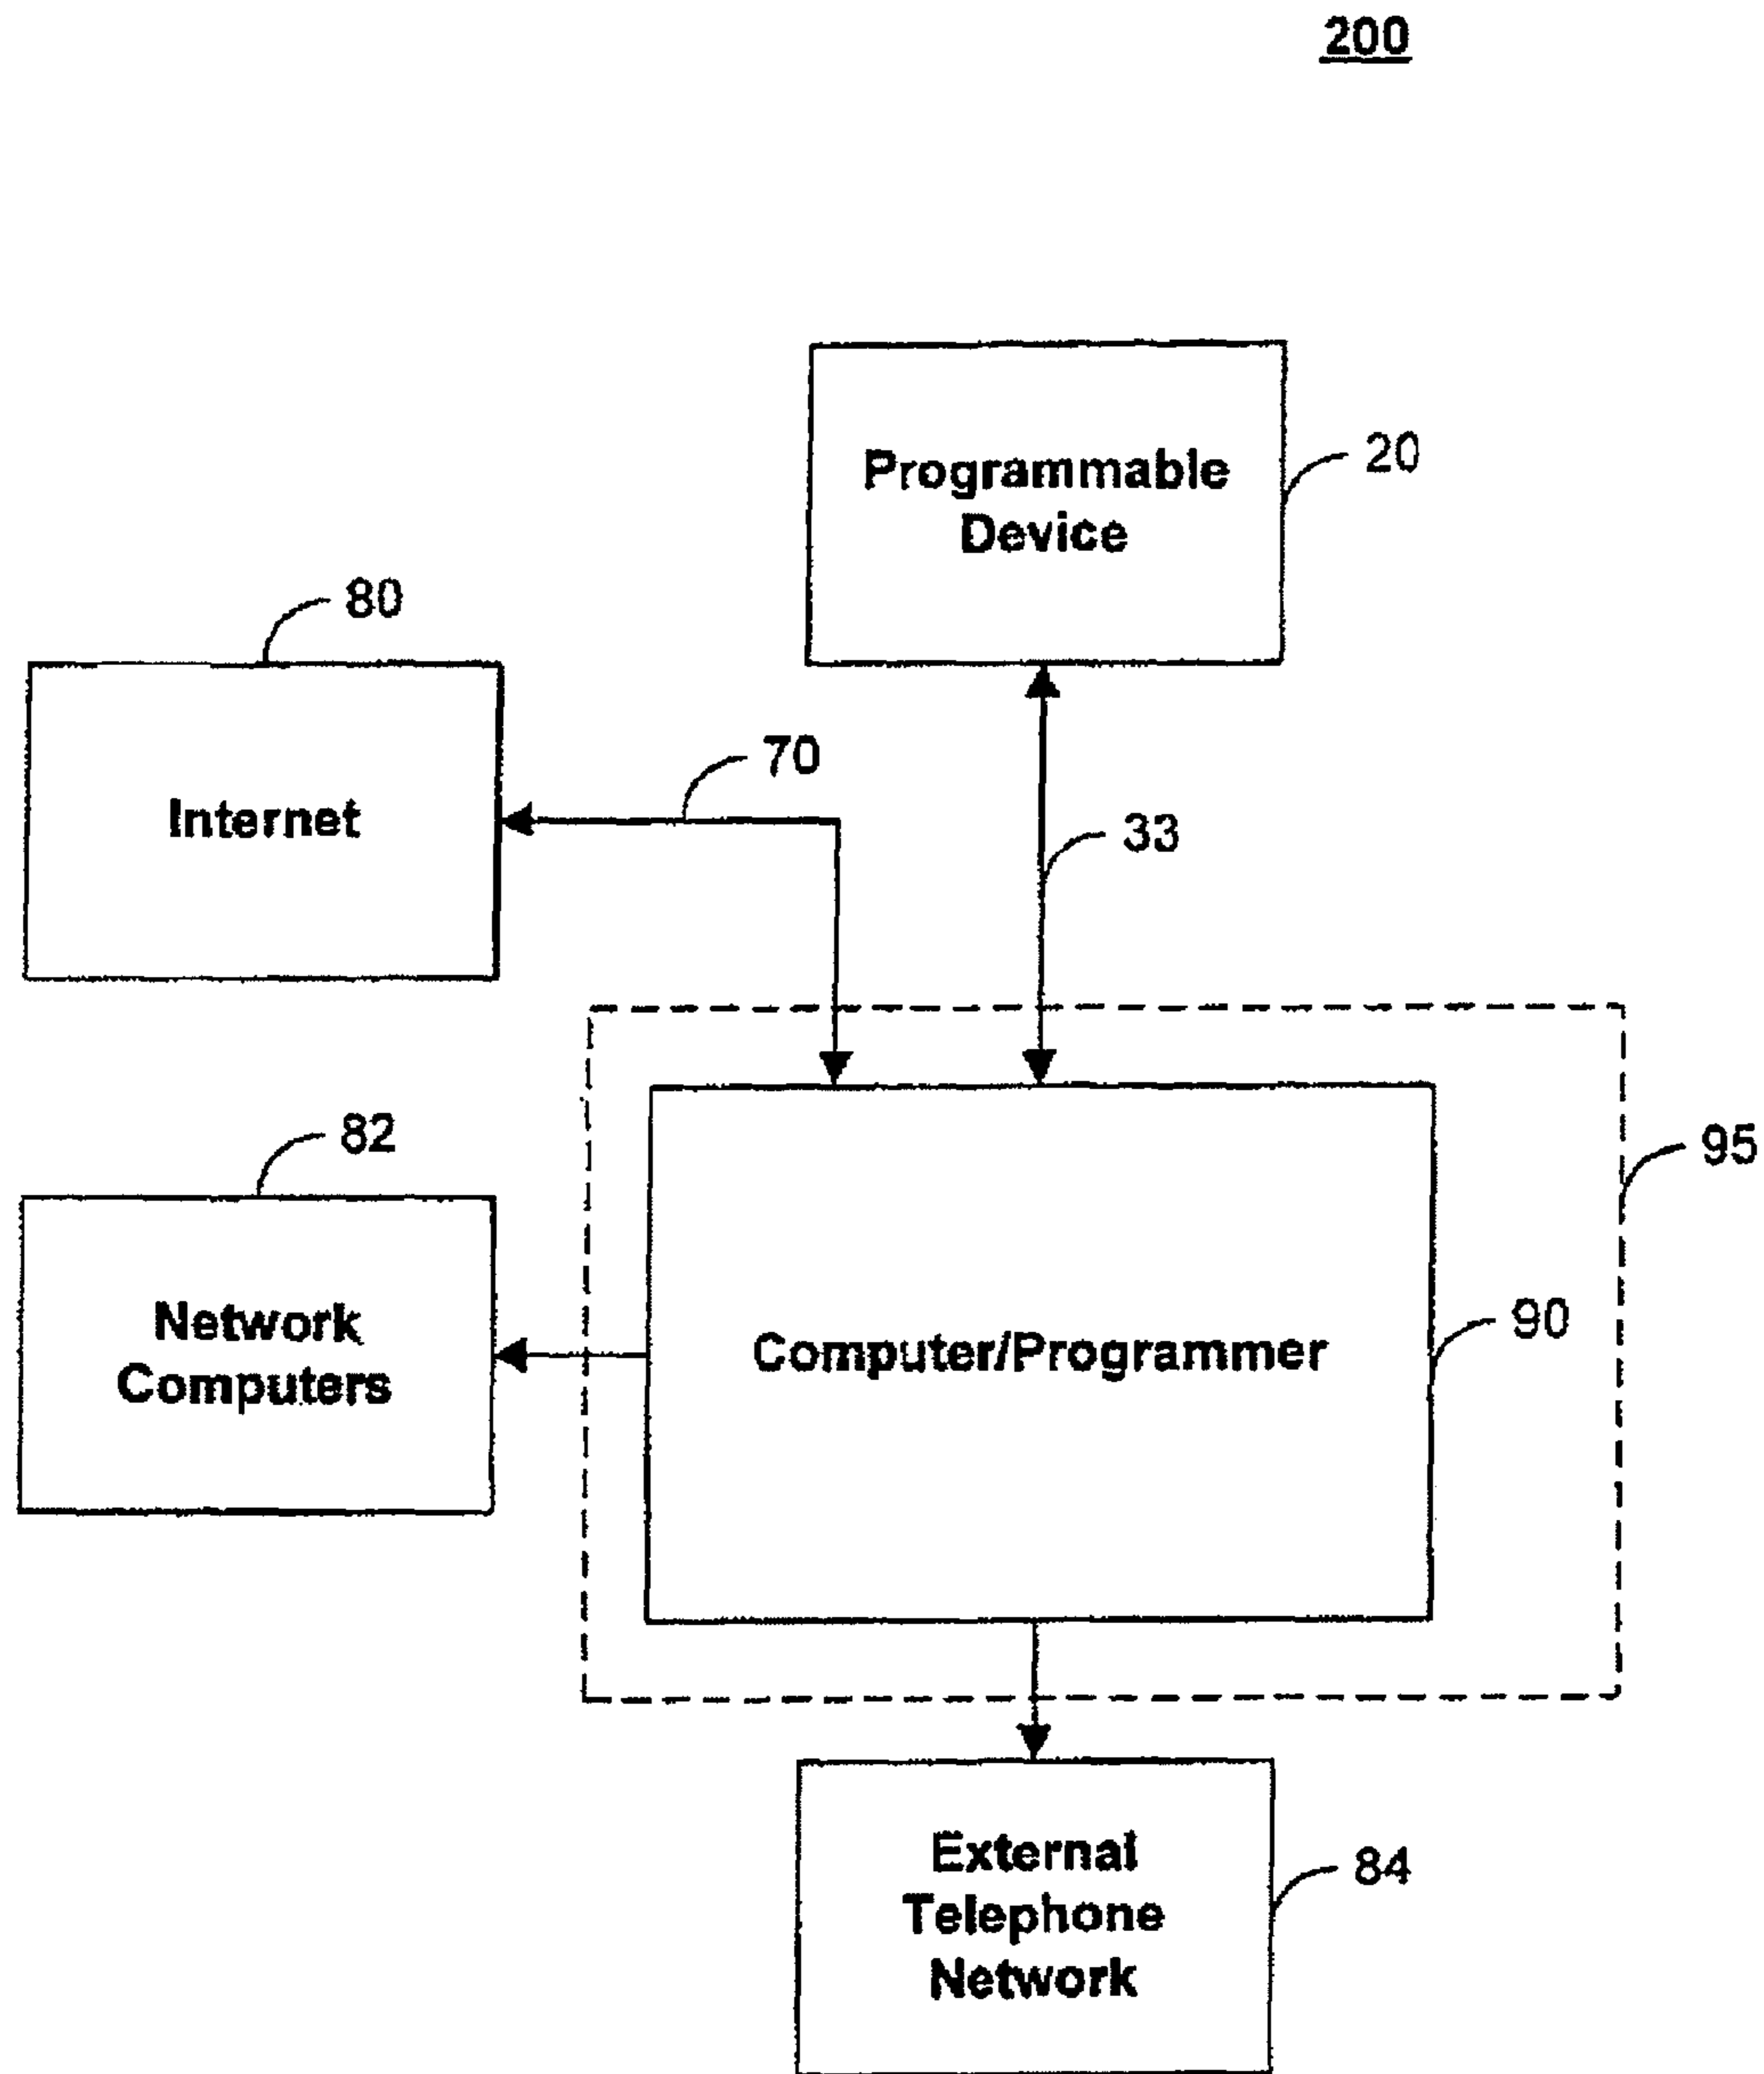 200
Programmable
Device
20
80
Internet
70
33
82
Network
Computers
95
Computer/Programmer
90
External
Telephone
Network
84